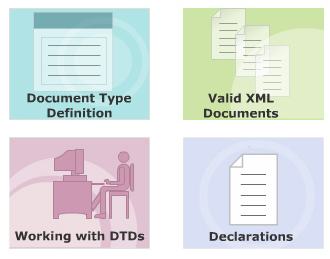 Document Type
Definition
Valid XML
Documents
Working with DTDs
Declarations